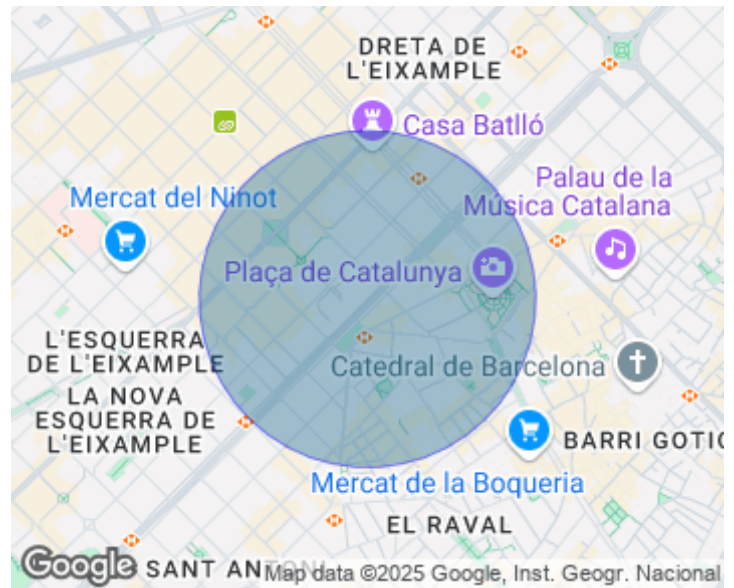 DRETA DE
L'EIXAMPLE
Casa Batlló
Palau de la
Música Catalana
Mercat del Ninot
Plaça de Catalunya
L'ESQUERRA
DE L'EIXAMPLE
Catedral de Barcelona
LA NOVA
ESQUERRA DE
L'EIXAMPLE
BARRI GOTIC
Mercat de la Boqueria
EL RAVAL
Google
SANT ANTONI
Map data ©2025 Google, Inst. Geogr. Nacional